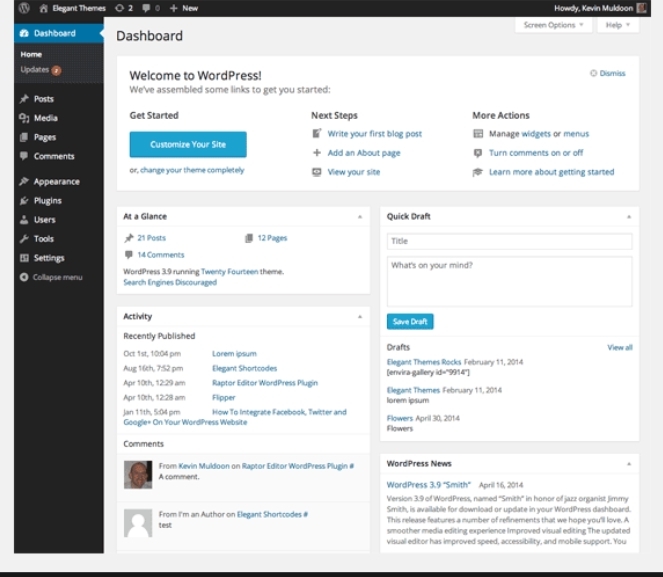 Elegant Themes 2 0 + New Howdy, Kevin Muldoon
Screen Options Help
Dashboard
Home
Updates
Posts
Media
Pages
Comments
Appearance
Plugins
Users
Tools
Settings
Collapse menu
Dashboard
Welcome to WordPress!
We've assembled some links to get you started:
Dismiss
Get Started
Customize Your Site
or, change your theme completely
Next Steps
Write your first blog post
Add an About page
View your site
More Actions
Manage widgets or menus
Turn comments on or off
Learn more about getting started
At a Glance
21 Posts 12 Pages
14 Comments
WordPress 3.9 running Twenty Fourteen theme.
Search Engines Discouraged
Activity
Recently Published
Oct 1st, 10:04 pm Lorem ipsum
Aug 16th, 7:52 pm Elegant Shortcodes
Apr 10th, 12:29 am Raptor Editor WordPress Plugin
Apr 10th, 12:28 am Flipper
Jan 11th, 5:04 pm How To Integrate Facebook, Twitter and
Google+ On Your WordPress Website
Comments
From Kevin Muldoon on Raptor Editor WordPress Plugin #
A comment.
From I'm an Author on Elegant Shortcodes #
test
Quick Draft
Title
What's on your mind?
Save Draft
Drafts View all
Elegant Themes Rocks February 11, 2014
[envira-gallery id="9914"]
Elegant Themes February 11, 2014
lorem ipsum
Flowers April 30, 2014
Flowers
WordPress News
WordPress 3.9 "Smith" April 16, 2014
Version 3.9 of WordPress, named "Smith" in honor of jazz organist Jimmy
Smith, is available for download or update in your WordPress dashboard.
This release features a number of refinements that we hope you'll love. A
smoother media editing experience Improved visual editing The updated
visual editor has improved speed, accessibility, and mobile support. You